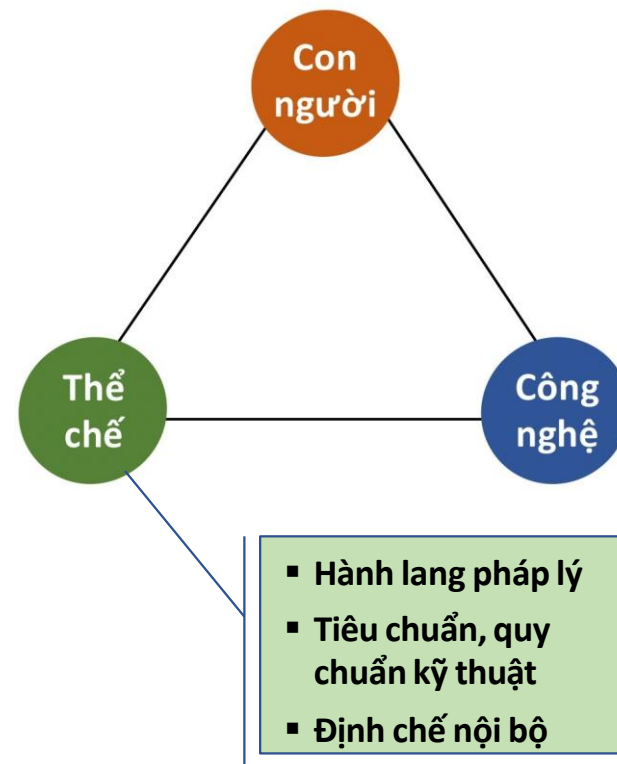 Con
người
Thể
chế
Công
nghệ
▪ Hành lang pháp lý
▪ Tiêu chuẩn, quy
chuẩn kỹ thuật
▪ Định chế nội bộ